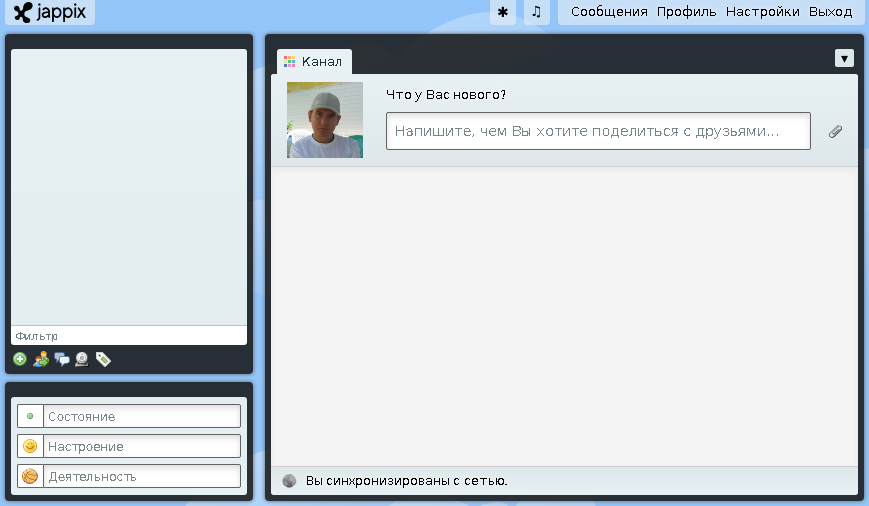 jappix
Сообщения Профиль Настройки Выход
Канал
Что у Вас нового?
Напишите, чем Вы хотите поделиться с друзьями...
Фильтр
Состояние
Настроение
Деятельность
Вы синхронизированы с сетью.